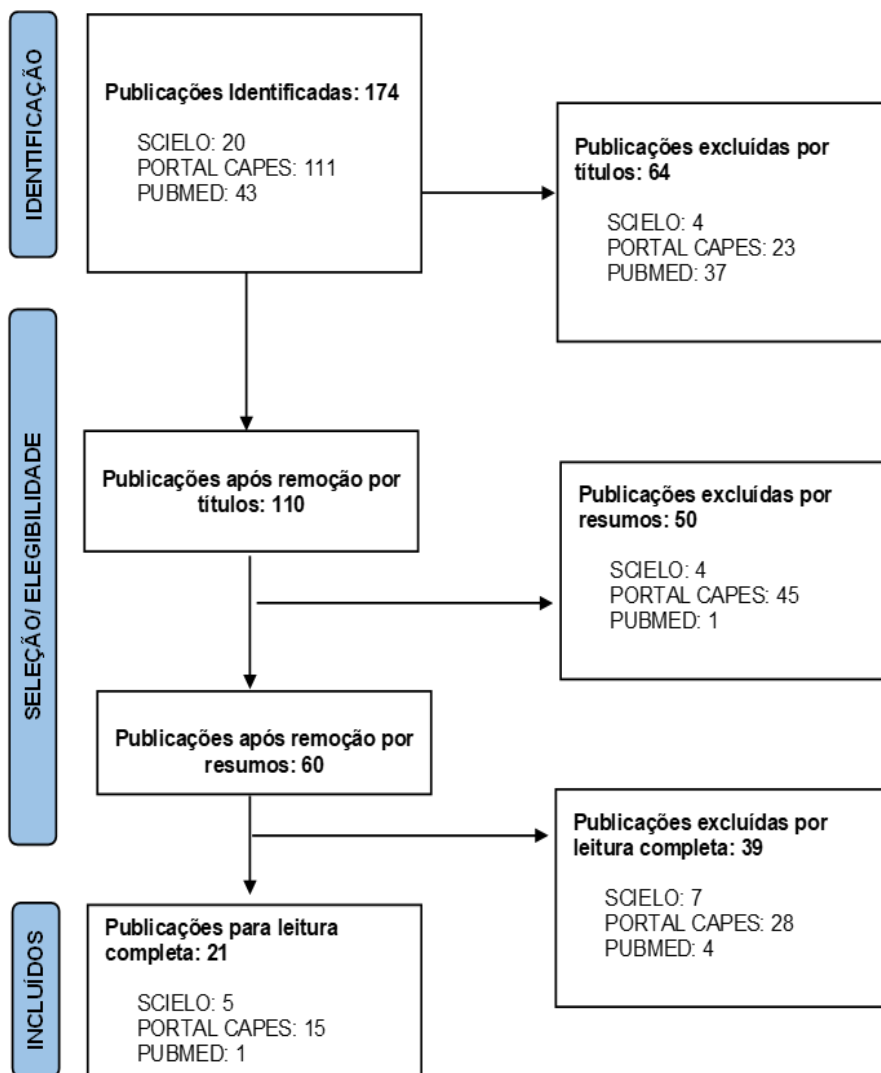 IDENTIFICAÇÃO
Publicações Identificadas: 174
SCIELO: 20
PORTAL CAPES: 111
PUBMED: 43
Publicações excluídas por
títulos: 64
SCIELO: 4
PORTAL CAPES: 23
PUBMED: 37
SELEÇÃO/ ELEGIBILIDADE
Publicações após remoção por
títulos: 110
Publicações excluídas por
resumos: 50
SCIELO: 4
PORTAL CAPES: 45
PUBMED: 1
Publicações após remoção por
resumos: 60
Publicações excluídas por
leitura completa: 39
SCIELO: 7
PORTAL CAPES: 28
PUBMED: 4
INCLUÍDOS
Publicações para leitura
completa: 21
SCIELO: 5
PORTAL CAPES: 15
PUBMED: 1